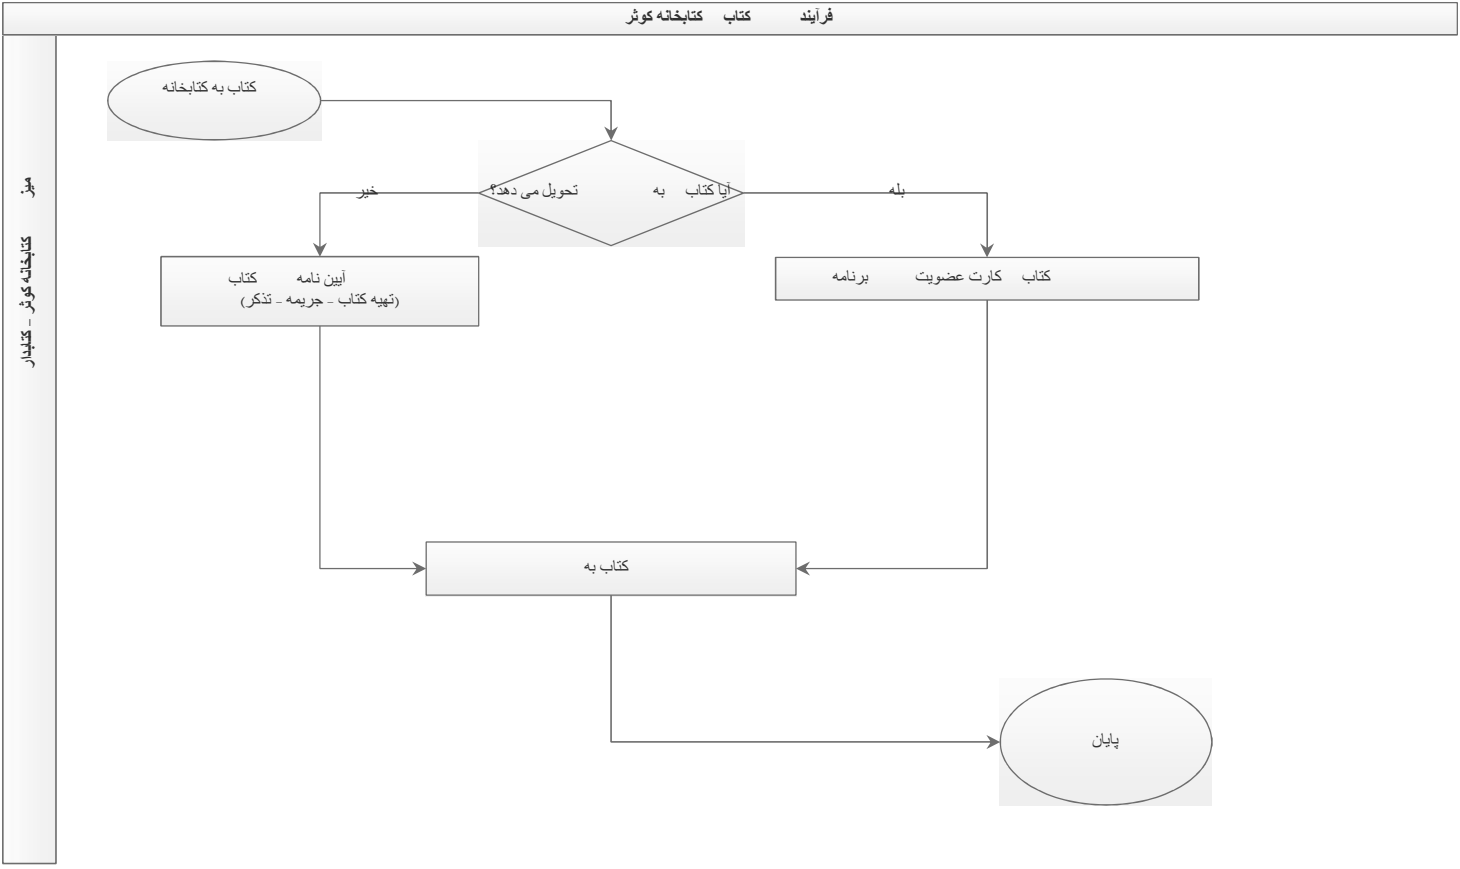 فرآیند کتاب کتابخانه کوثر
میز کتابخانه کوثر - کتابدار
کتاب به کتابخانه
آیا کتاب به تحویل می دهد؟
خیر
بله
آیین نامه کتاب
(تهیه کتاب - جریمه - تذکر)
کتاب کارت عضویت برنامه
کتاب به
پایان